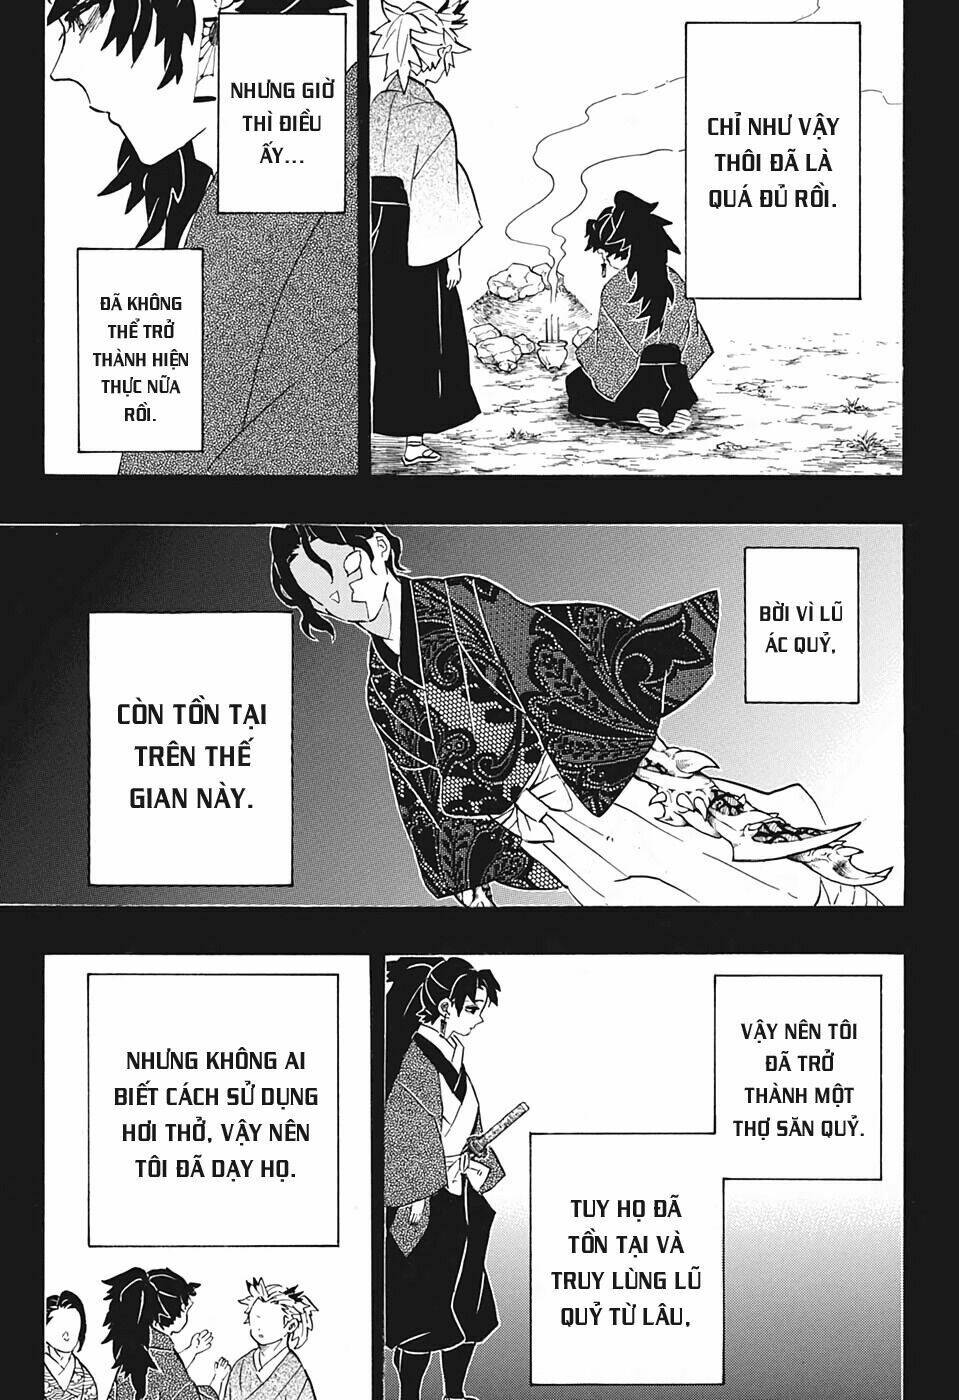 CHỈ NHƯ VẬY
THÔI ĐÃ LÀ
QUÁ ĐỦ RỒI.
NHƯNG GIỜ
THÌ ĐIỀU
ẤY...
ĐÃ KHÔNG
THỂ TRỞ
THÀNH HIỆN
THỰC NỮA
RỒI.
BỞI VÌ LŨ
ÁC QUỶ,
CÒN TỒN TẠI
TRÊN THẾ
GIAN NÀY.
VẬY NÊN TÔI
ĐÃ TRỞ
THÀNH MỘT
THỢ SĂN QUỶ.
TUY HỌ ĐÃ
TỒN TẠI VÀ
TRUY LÙNG LŨ
QUỶ TỪ LÂU,
NHƯNG KHÔNG AI
BIẾT CÁCH SỬ DỤNG
HƠI THỞ, VẬY NÊN
TÔI ĐÃ DẠY HỌ.